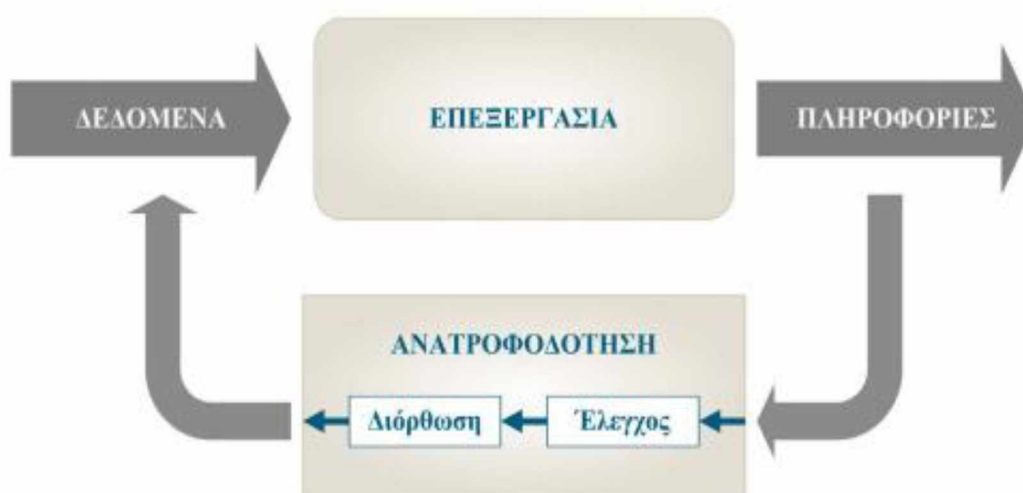 ΔΕΔΟΜΕΝΑ
ΕΠΕΞΕΡΓΑΣΙΑ
ΠΛΗΡΟΦΟΡΙΕΣ
ΑΝΑΤΡΟΦΟΔΟΤΗΣΗ
Διόρθωση
Έλεγχος